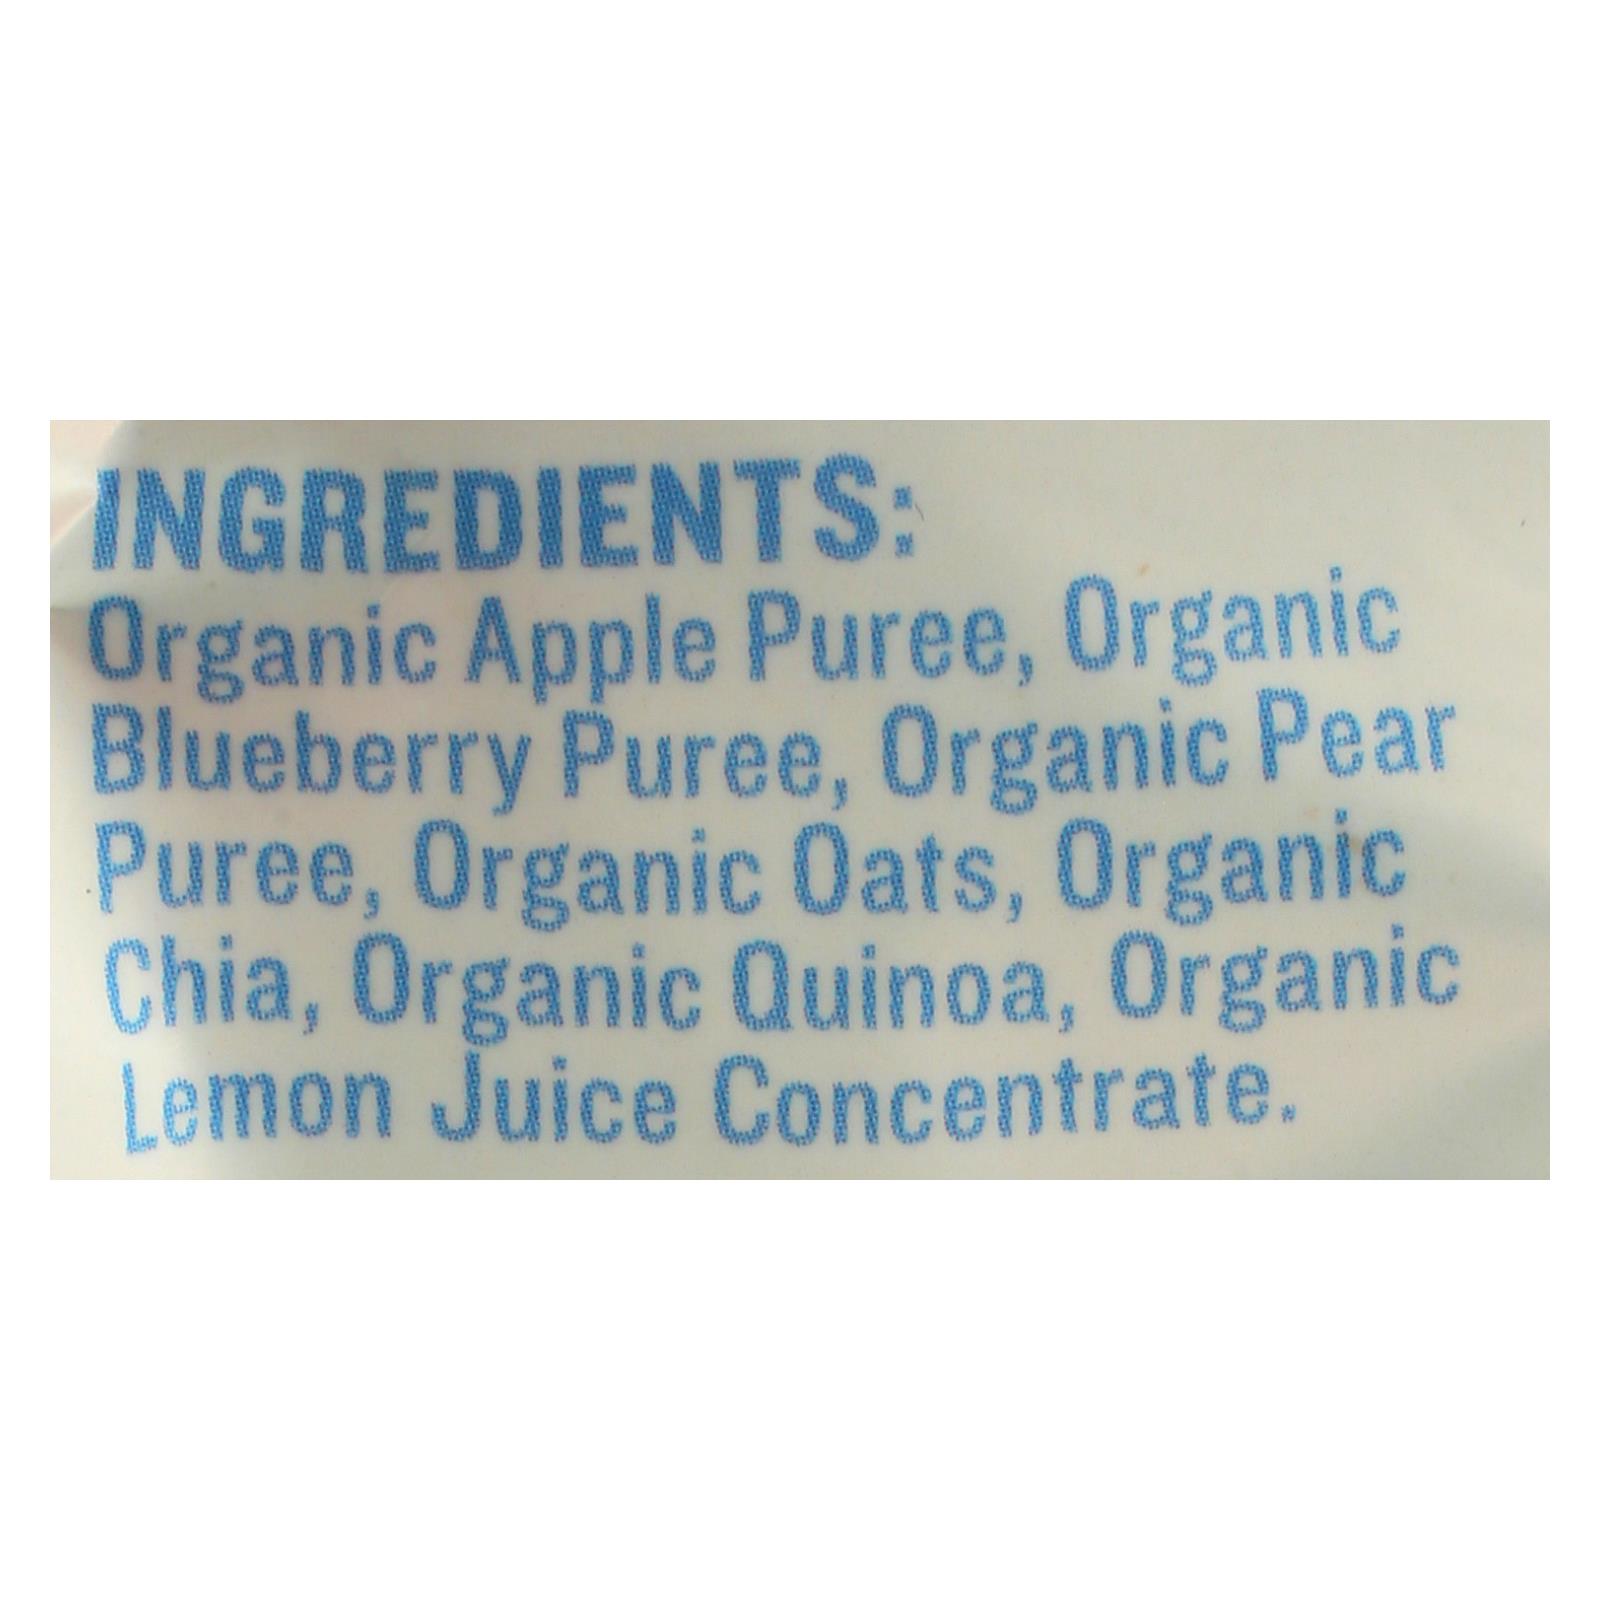 INGREDIENTS:
Organic Apple Puree, Organic
Blueberry Puree, Organic Pear
Puree, Organic Oats, Organic
Chia, Organic Quinoa, Organic
Lemon Juice Concentrate.